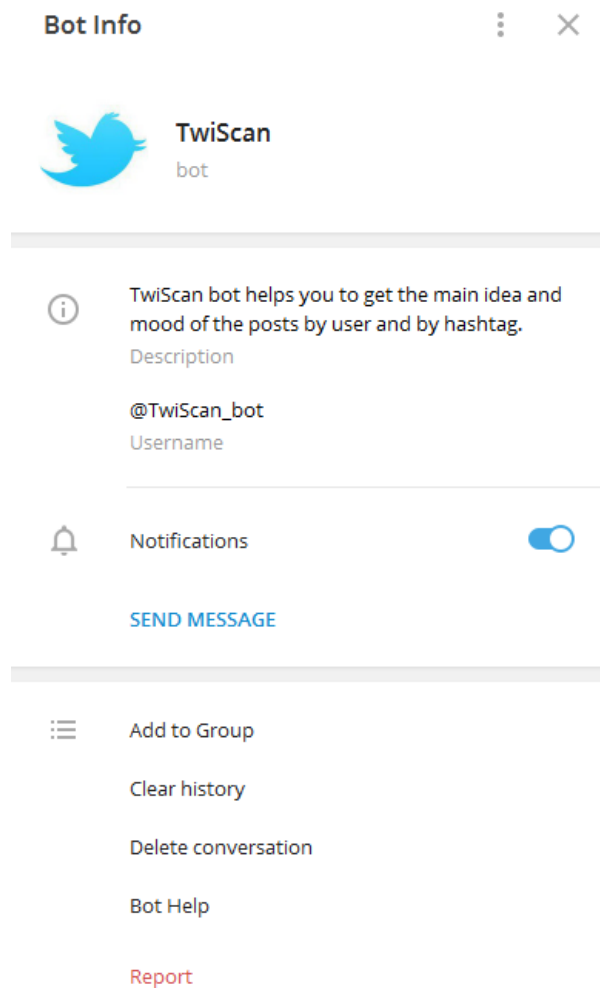 Bot Info
TwiScan
bot
TwiScan bot helps you to get the main idea and
mood of the posts by user and by hashtag.
Description
@TwiScan_bot
Username
Notifications
SEND MESSAGE
Add to Group
Clear history
Delete conversation
Bot Help
Report